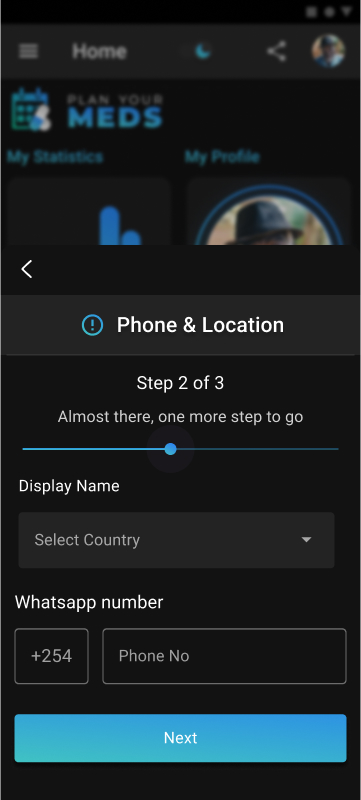 Home
PLAN YOUR
MEDS
My Statistics
My Profile
Phone & Location
Step 2 of 3
Almost there, one more step to go
Display Name
Select Country
Whatsapp number
+254
Phone No
Next